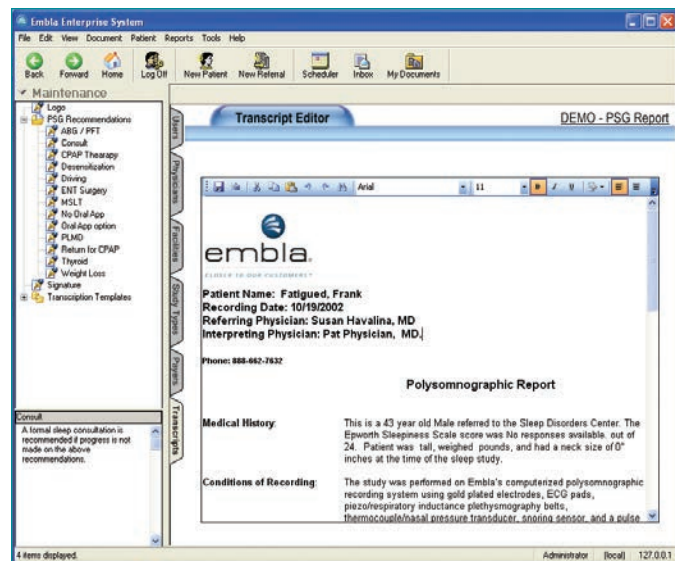 Embla Enterprise System
File Edit View Document Patient Reports Tools Help
Back Forward Home Log Off New Patient New Referral Scheduler Inbox My Documents
Maintenance
Logo
PSG Recommendations
ABG / PFT
Consult
CPAP Thearapy
Desensitization
Driving
ENT Surgery
MSLT
No Oral App
Oral App option
PLMD
Return for CPAP
Thyroid
Weight Loss
Signature
Transcription Templates
Consult
A formal sleep consultation is
recommended if progress is not
made on the above
recommendations.
Users
Physicians
Facilities
Study Types
Payers
Transcripts
Transcript Editor
DEMO - PSG Report
Arial 11 B I U
embla
CLOSER TO OUR CUSTOMERS
Patient Name: Fatigued, Frank
Recording Date: 10/19/2002
Referring Physician: Susan Havalina, MD
Interpreting Physician: Pat Physician, MD.
Phone: 888-662-7632
Polysomnographic Report
Medical History: This is a 43 year old Male referred to the Sleep Disorders Center. The
Epworth Sleepiness Scale score was No responses available. out of
24. Patient was tall, weighed pounds, and had a neck size of 0"
inches at the time of the sleep study.
Conditions of Recording: The study was performed on Embla's computerized polysomnographic
recording system using gold plated electrodes, ECG pads,
piezo/respiratory inductance plethysmography belts,
thermocouple/nasal pressure transducer, snoring sensor, and a pulse
4 items displayed. Administrator (local) 127.0.0.1